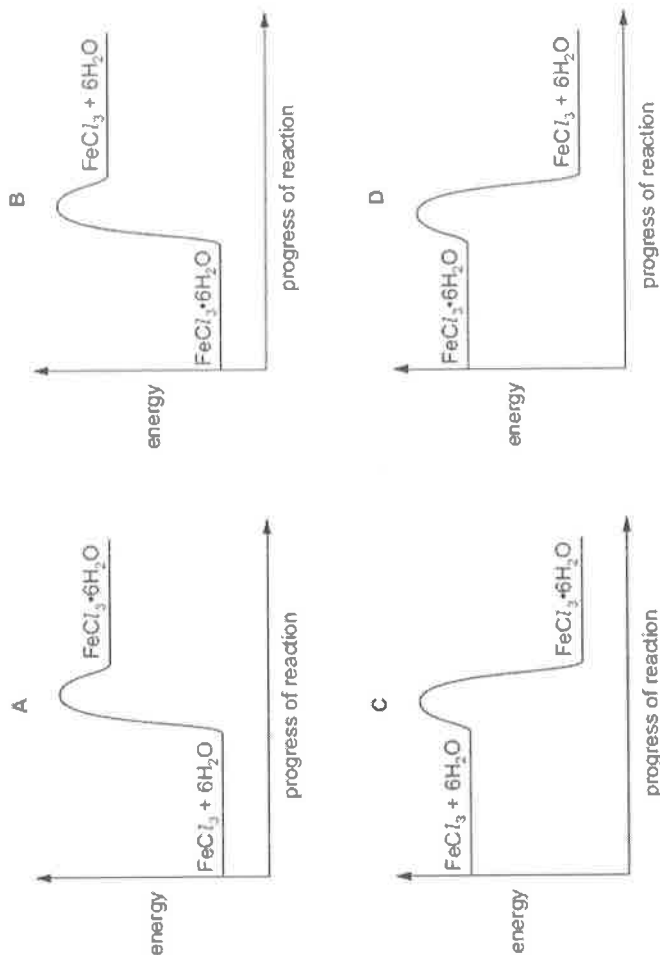 A
energy
FeCl₃ + 6H₂O
FeCl₃•6H₂O
progress of reaction
B
energy
FeCl₃•6H₂O
FeCl₃ + 6H₂O
progress of reaction
C
energy
FeCl₃ + 6H₂O
FeCl₃•6H₂O
progress of reaction
D
energy
FeCl₃•6H₂O
FeCl₃ + 6H₂O
progress of reaction